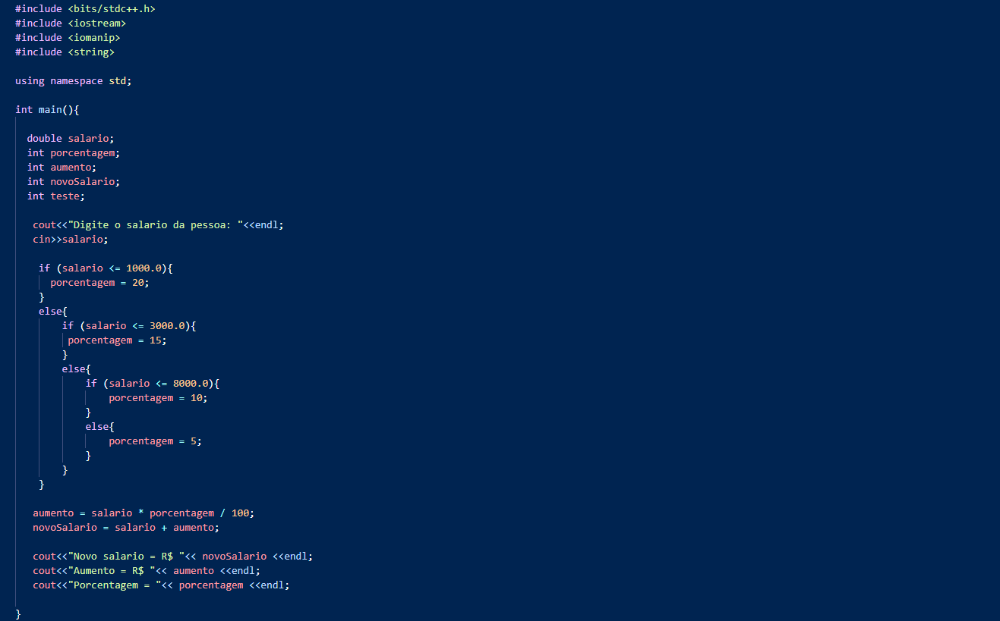 #include <bits/stdc++.h>
#include <iostream>
#include <iomanip>
#include <string>
using namespace std;
int main(){
double salario;
int porcentagem;
int aumento;
int novoSalario;
int teste;
cout<<"Digite o salario da pessoa: "<<endl;
cin>>salario;
if (salario <= 1000.0){
porcentagem = 20;
}
else{
if (salario <= 3000.0){
porcentagem = 15;
}
else{
if (salario <= 8000.0){
porcentagem = 10;
}
else{
porcentagem = 5;
}
}
}
aumento = salario * porcentagem / 100;
novoSalario = salario + aumento;
cout<<"Novo salario = R$ "<< novoSalario <<endl;
cout<<"Aumento = R$ "<< aumento <<endl;
cout<<"Porcentagem = "<< porcentagem <<endl;
}